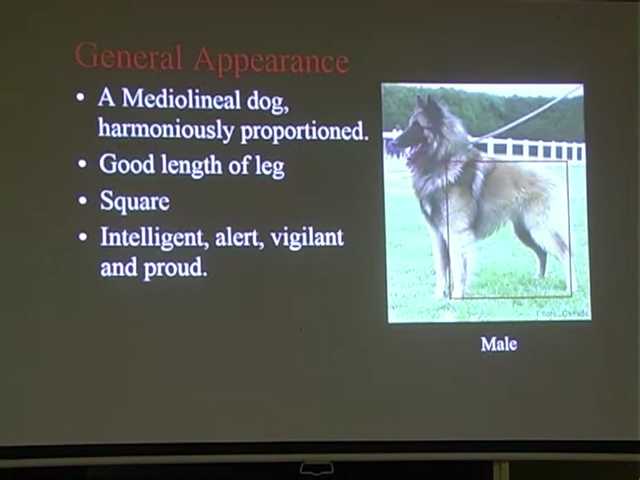 General Appearance
• A Mediolineal dog,
harmoniously proportioned.
• Good length of leg
• Square
• Intelligent, alert, vigilant
and proud.
Male